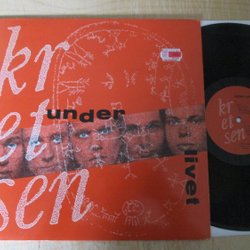 kr
et
sen
under
livet
kr
et
sen